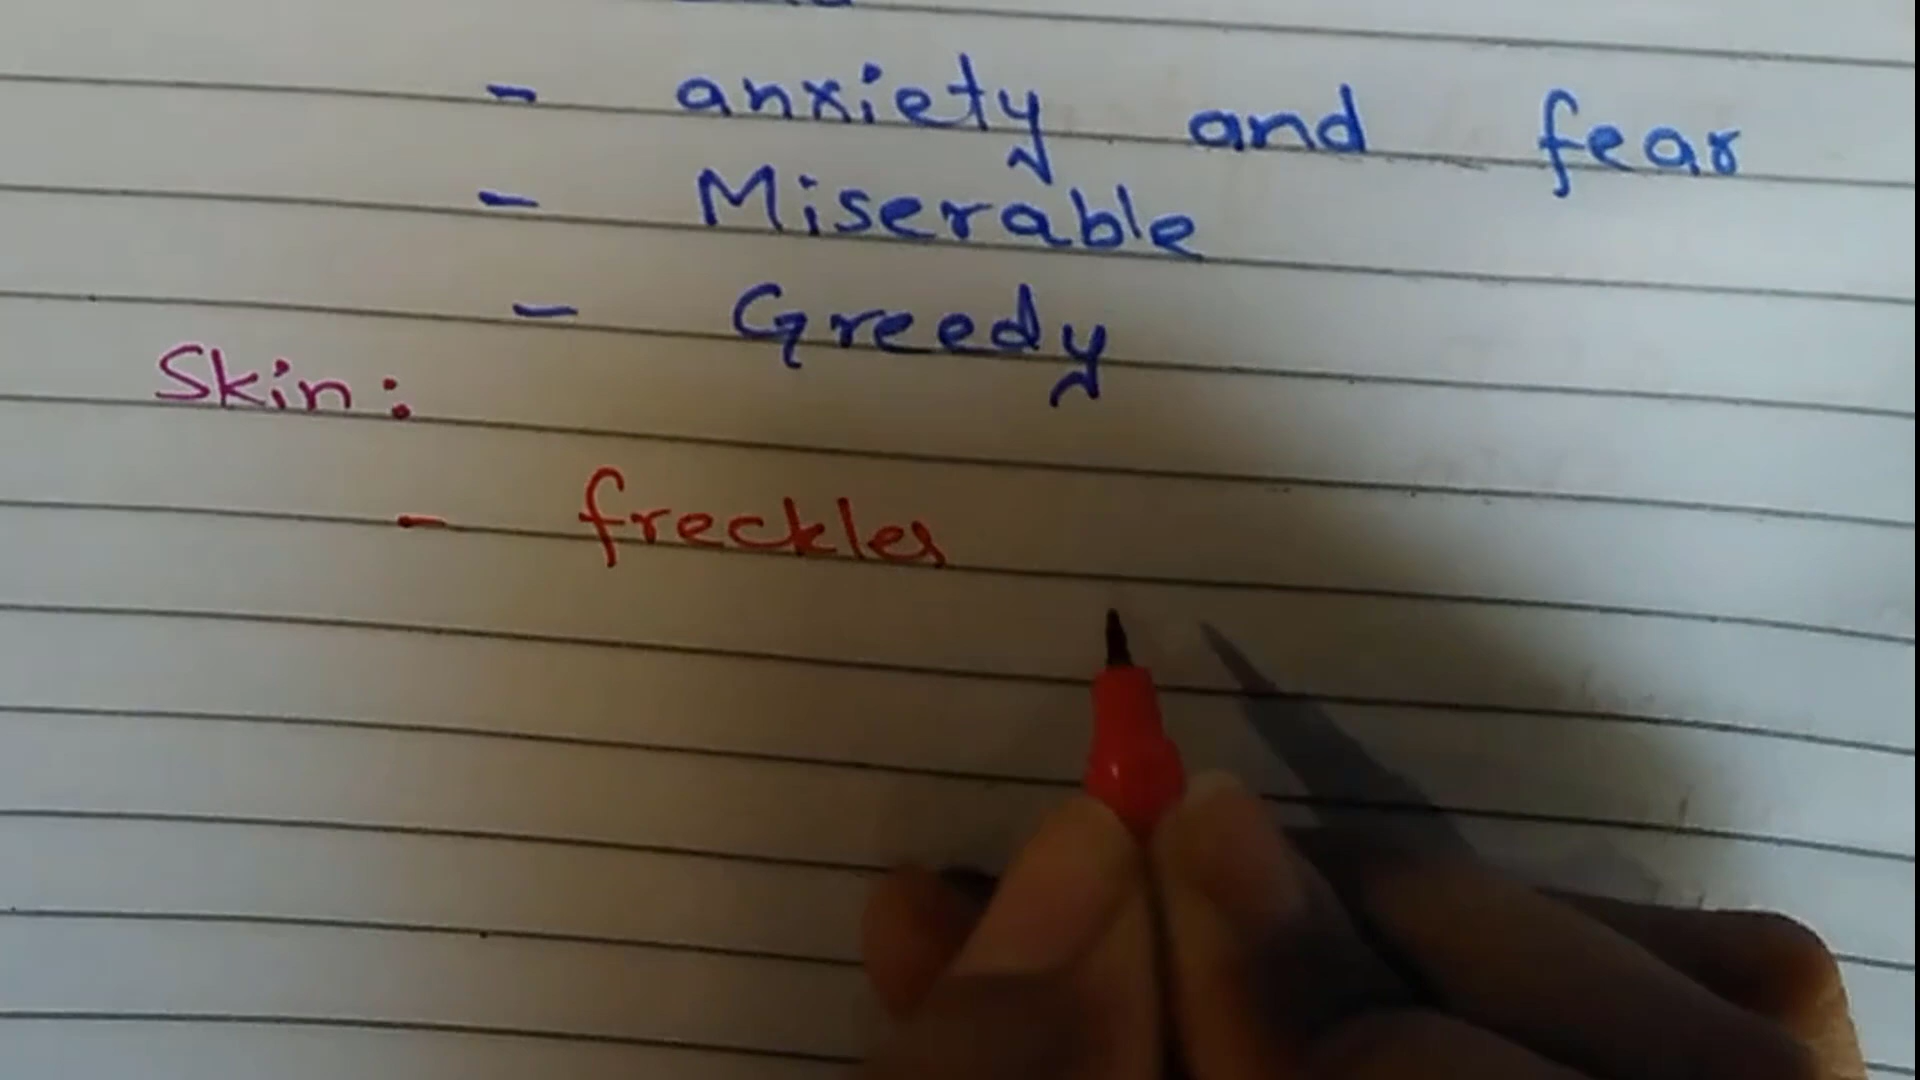 - anxiety and fear
- Miserable
- Greedy
Skin:
- freckles